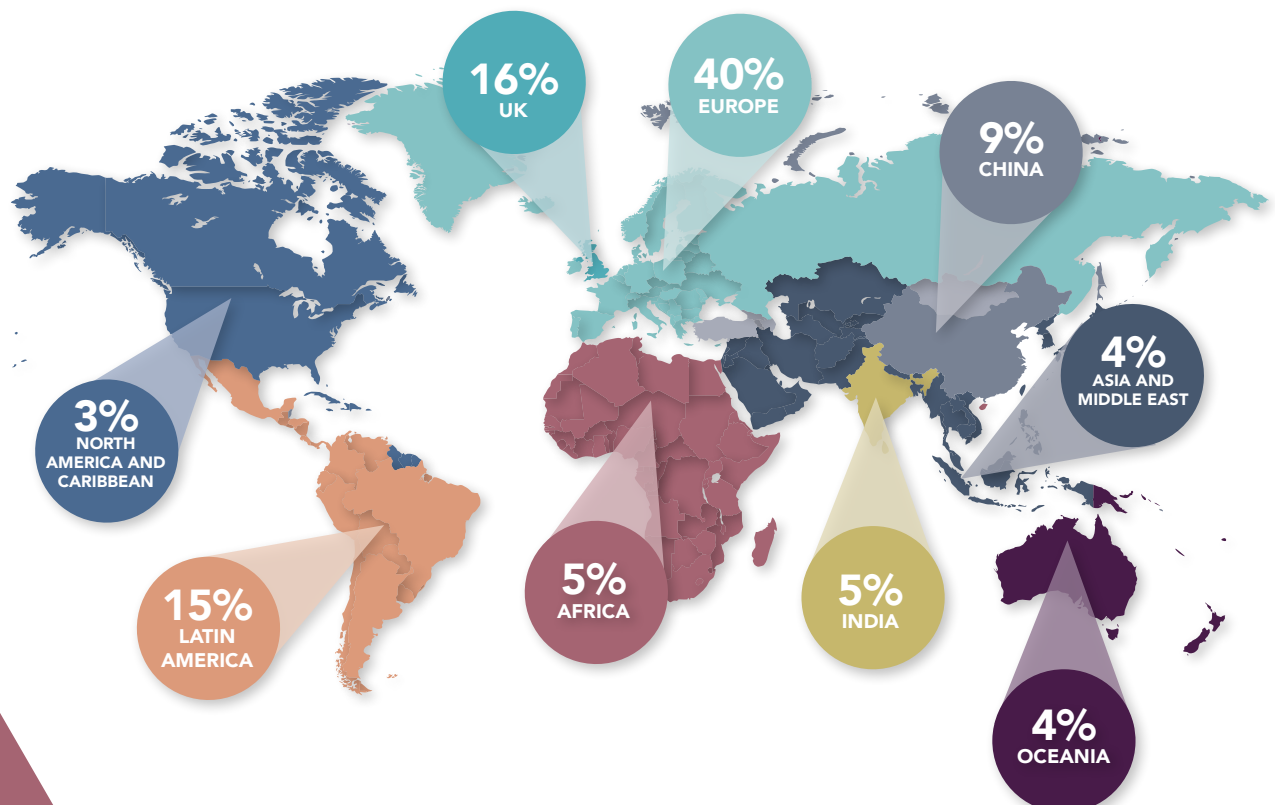 16%
UK
40%
EUROPE
9%
CHINA
4%
ASIA AND
MIDDLE EAST
3%
NORTH
AMERICA AND
CARIBBEAN
15%
LATIN
AMERICA
5%
AFRICA
5%
INDIA
4%
OCEANIA